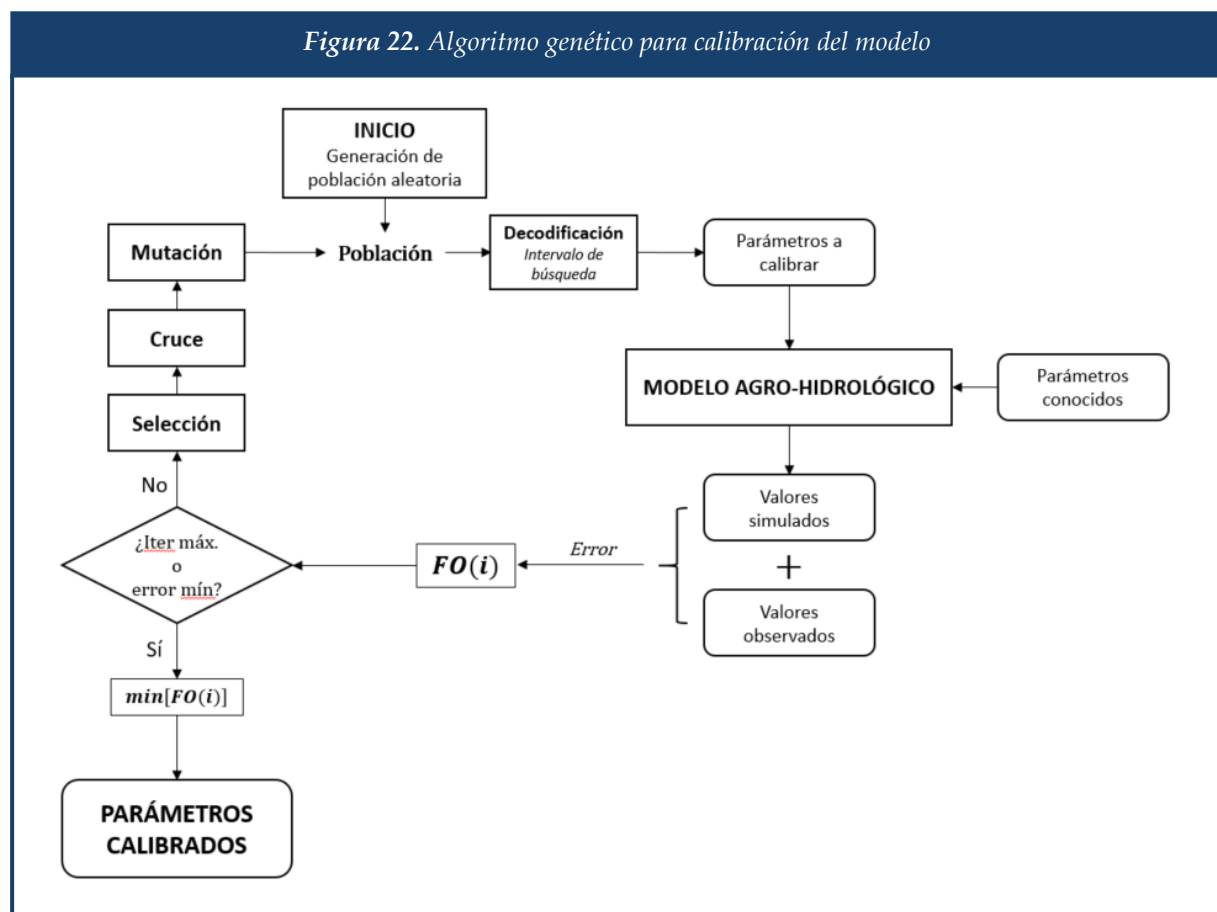 Figura 22. Algoritmo genético para calibración del modelo
INICIO
Generación de
población aleatoria
Mutación
Población
Decodificación
Intervalo de
búsqueda
Parámetros a
calibrar
Cruce
MODELO AGRO-HIDROLÓGICO
Parámetros
conocidos
Selección
No
Valores
simulados
¿Iter máx.
o
error mín?
FO(i)
Error
+
Valores
observados
Sí
min[FO(i)]
PARÁMETROS
CALIBRADOS